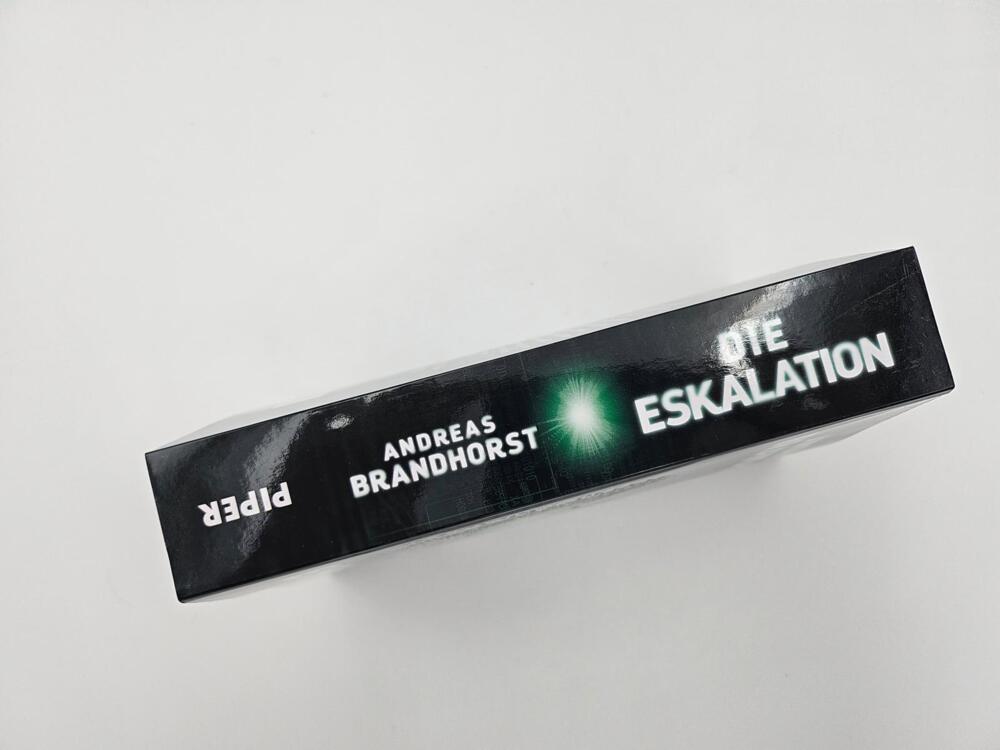 DIE
ESKALATION
ANDREAS
BRANDHORST
PIPER